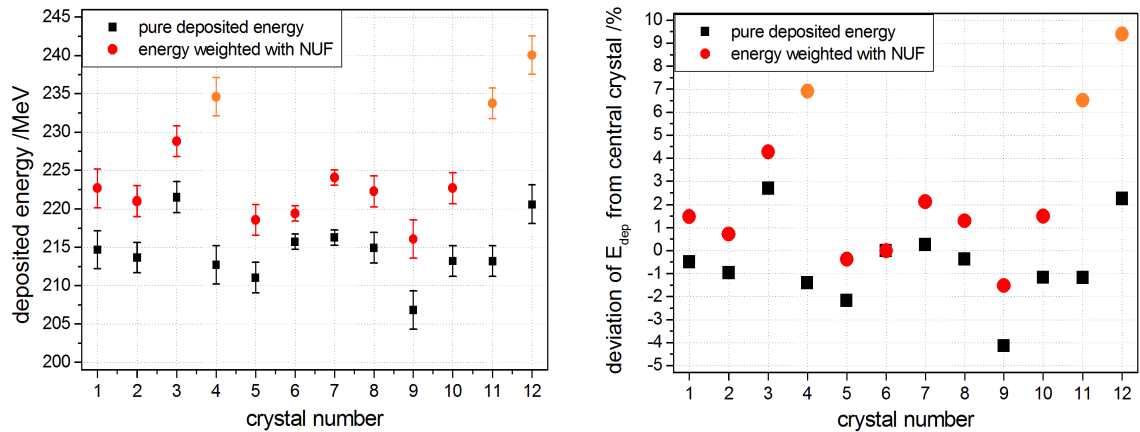 pure deposited energy
energy weighted with NUF
deposited energy /MeV
245
240
235
230
225
220
215
210
205
200
1 2 3 4 5 6 7 8 9 10 11 12
crystal number
pure deposited energy
energy weighted with NUF
deviation of E_dep from central crystal /%
10
9
8
7
6
5
4
3
2
1
0
-1
-2
-3
-4
-5
1 2 3 4 5 6 7 8 9 10 11 12
crystal number